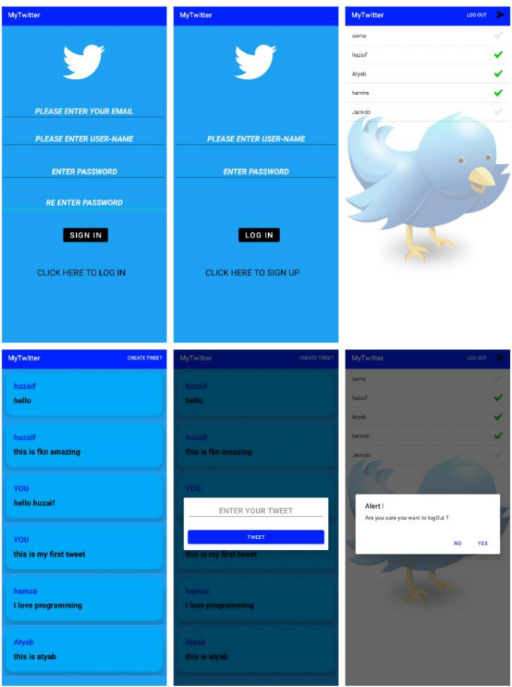 MyTwitter
PLEASE ENTER YOUR EMAIL
PLEASE ENTER USER-NAME
ENTER PASSWORD
RE ENTER PASSWORD
SIGN IN
CLICK HERE TO LOG IN
MyTwitter
PLEASE ENTER USER-NAME
ENTER PASSWORD
LOG IN
CLICK HERE TO SIGN UP
MyTwitter LOG OUT
huzaif
Atyab
hamza
Jackob
MyTwitter CREATE TWEET
huzaif
hello
huzaif
this is fkn amazing
YOU
hello huzaif
YOU
this is my first tweet
hamza
I love programming
Atyab
this is atyab
MyTwitter CREATE TWEET
huzaif
hello
huzaif
this is fkn amazing
YOU
ENTER YOUR TWEET
TWEET
this is my first tweet
hamza
I love programming
Atyab
this is atyab
MyTwitter LOG OUT
huzaif
Atyab
hamza
Jackob
Alert !
Are you sure you want to logOut ?
NO YES